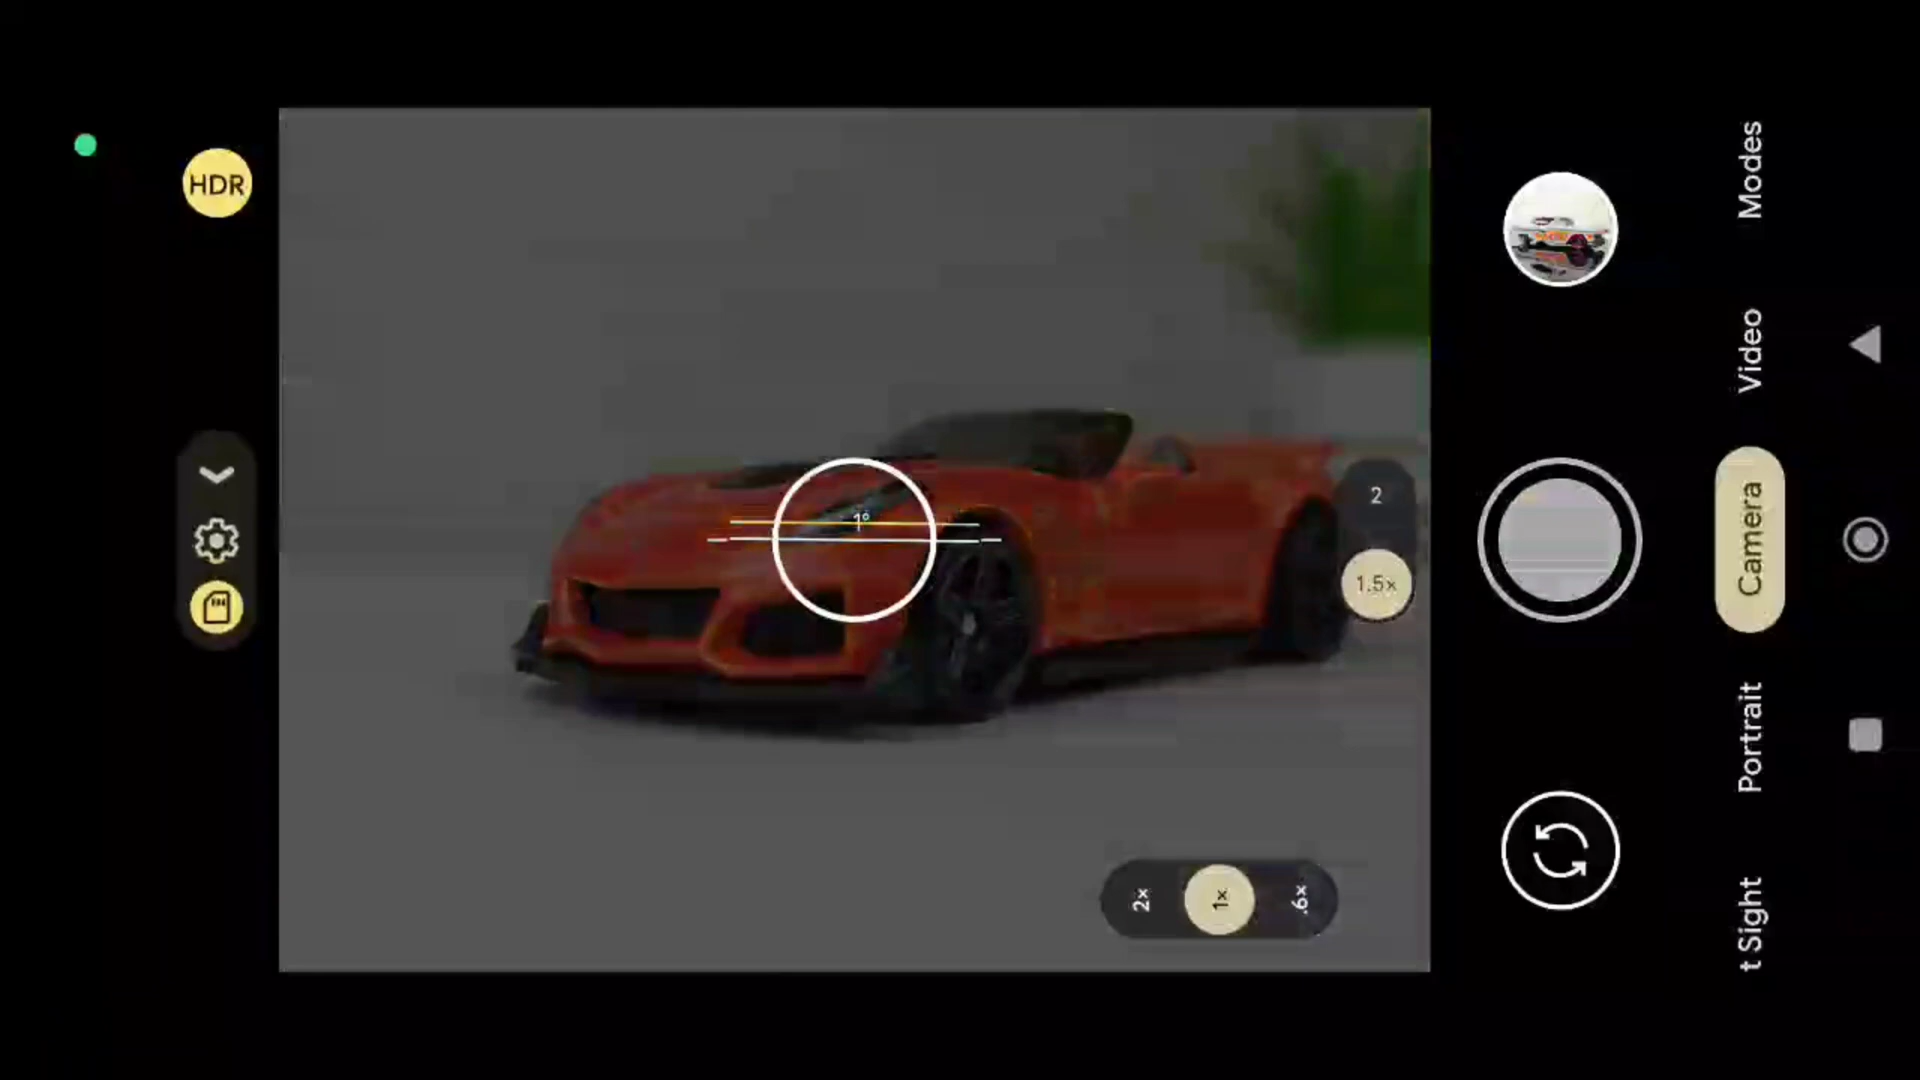 HDR
1°
2
1.5×
2×
1×
.6×
Modes
Video
Camera
Portrait
t Sight